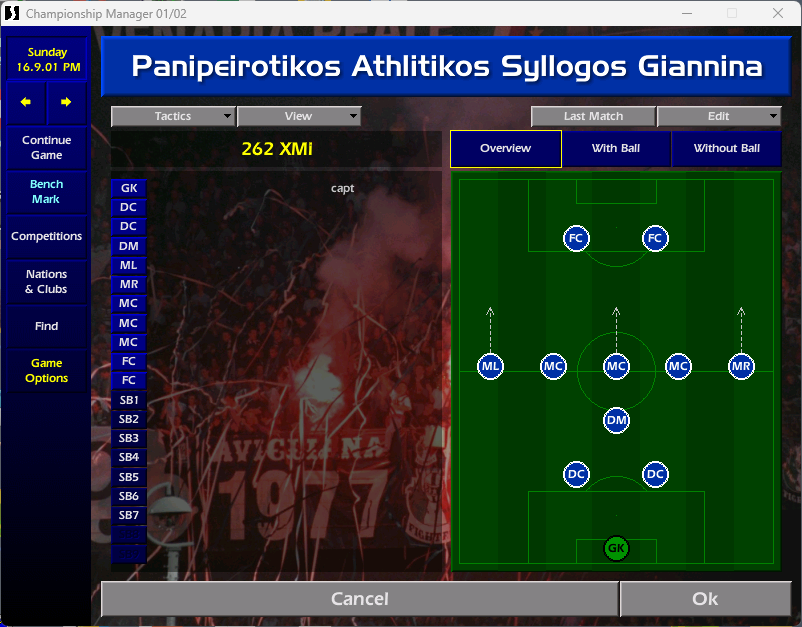 Championship Manager 01/02
Sunday
16.9.01 PM
Continue
Game
Bench
Mark
Competitions
Nations
& Clubs
Find
Game
Options
Panipeirotikos Athlitikos Syllogos Giannina
Tactics View Last Match Edit
262 XMi
Overview With Ball Without Ball
GK capt
DC
DC
DM
ML
MR
MC
MC
MC
FC
FC
SB1
SB2
SB3
SB4
SB5
SB6
SB7
FC FC
ML MC MC MC MR
DM
DC DC
GK
1977
Cancel Ok